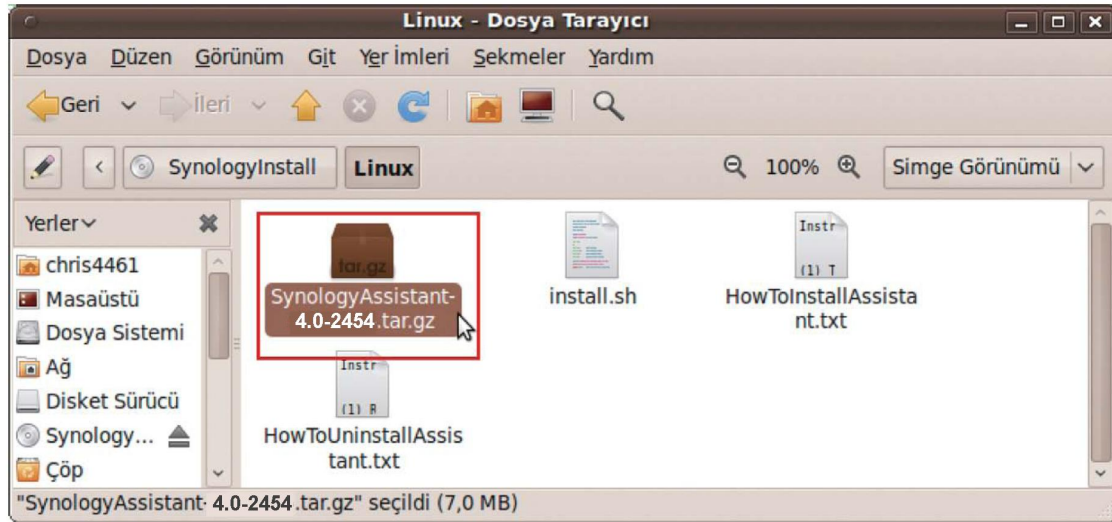 Linux - Dosya Tarayıcı
Dosya Düzen Görünüm Git Yer İmleri Sekmeler Yardım
Geri İleri
SynologyInstall Linux 100% Simge Görünümü
Yerler
chris4461
Masaüstü
Dosya Sistemi
Ağ
Disket Sürücü
Synology...
Çöp
tar.gz
SynologyAssistant-
4.0-2454.tar.gz
install.sh
Instr
(1) T
HowToInstallAssista
nt.txt
Instr
(1) R
HowToUninstallAssis
tant.txt
"SynologyAssistant- 4.0-2454.tar.gz" seçildi (7,0 MB)